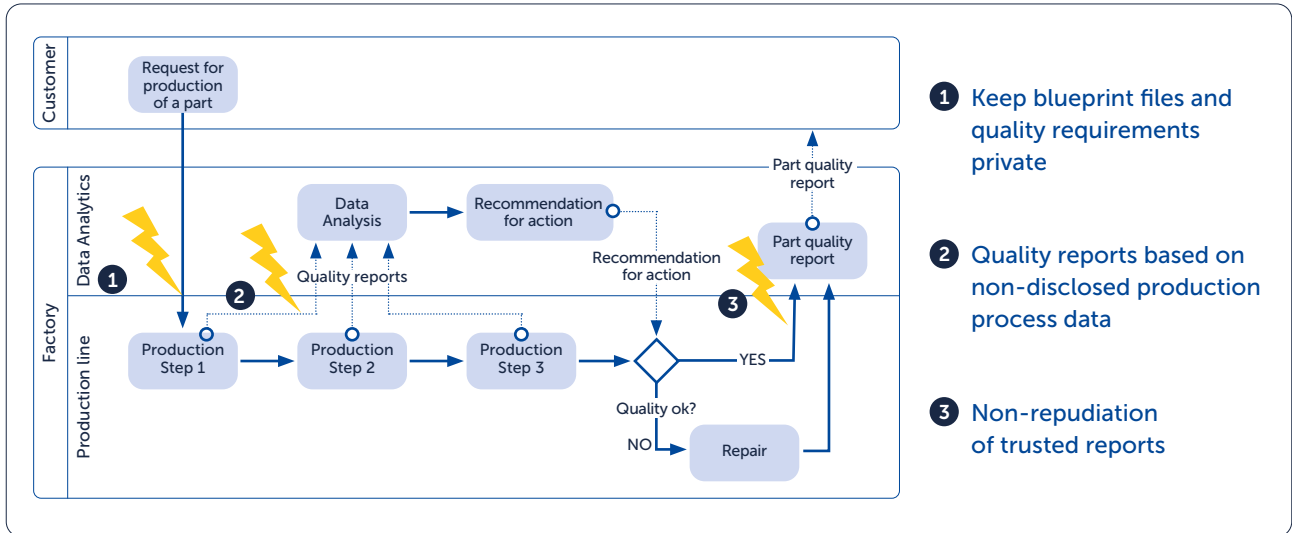 Customer
Request for
production
of a part
Factory
Data Analytics
Data
Analysis
Recommendation
for action
Part quality
report
Part quality
report
Recommendation
for action
Quality reports
1
2
3
Production line
Production
Step 1
Production
Step 2
Production
Step 3
YES
Quality ok?
NO
Repair
1 Keep blueprint files and
quality requirements
private
2 Quality reports based on
non-disclosed production
process data
3 Non-repudiation
of trusted reports